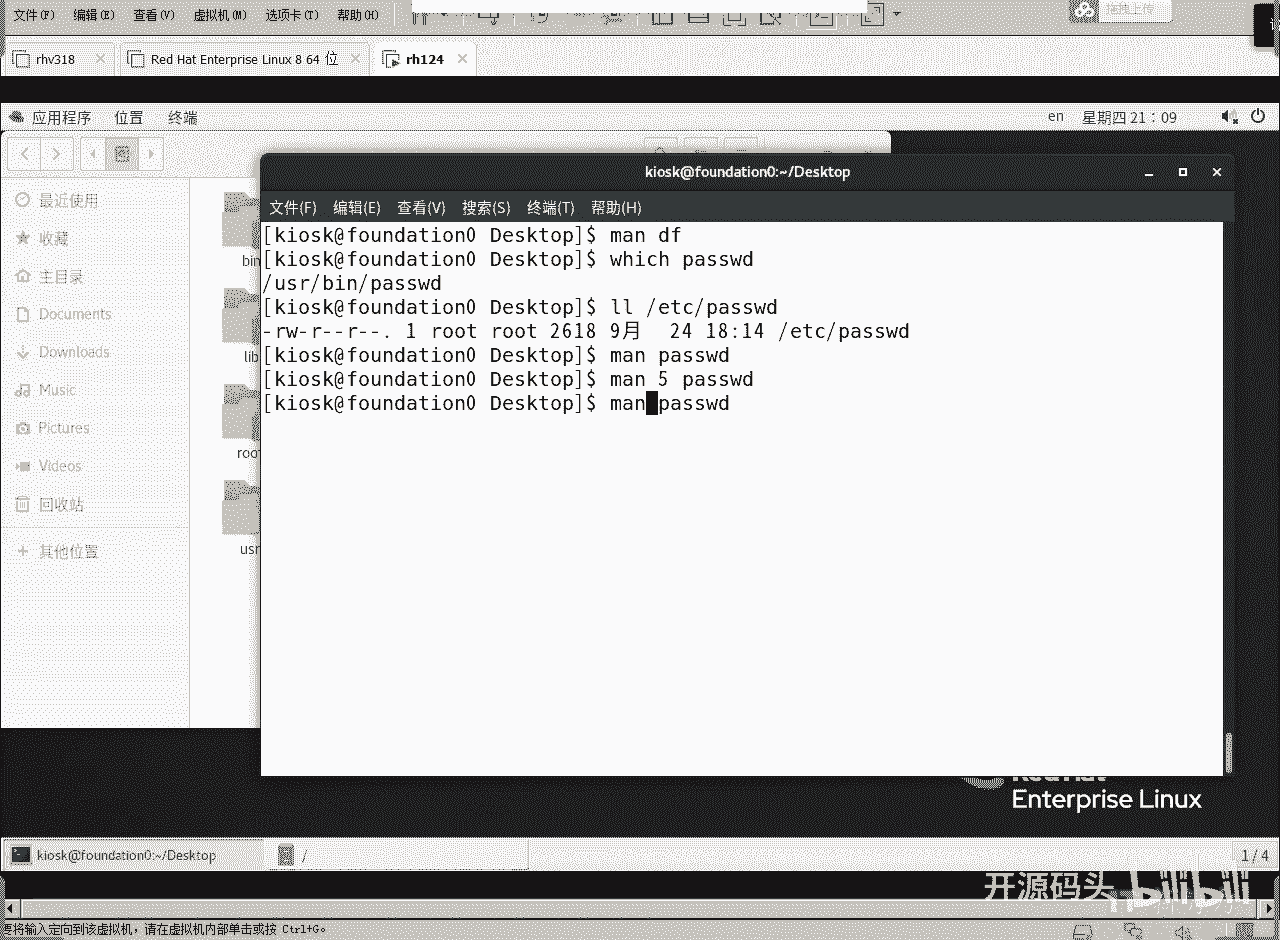 文件(F) 编辑(E) 查看(V) 虚拟机(M) 选项卡(T) 帮助(H)
拖拽上传
rhv318 Red Hat Enterprise Linux 8 64 位 rh124
应用程序 位置 终端 en 星期四 21：09
kiosk@foundation0:~/Desktop
文件(F) 编辑(E) 查看(V) 搜索(S) 终端(T) 帮助(H)
最近使用
收藏
主目录
Documents
Downloads
Music
Pictures
Videos
回收站
其他位置
bin
lib
root
usr
[kiosk@foundation0 Desktop]$ man df
[kiosk@foundation0 Desktop]$ which passwd
/usr/bin/passwd
[kiosk@foundation0 Desktop]$ ll /etc/passwd
-rw-r--r--. 1 root root 2618 9月 24 18:14 /etc/passwd
[kiosk@foundation0 Desktop]$ man passwd
[kiosk@foundation0 Desktop]$ man 5 passwd
[kiosk@foundation0 Desktop]$ man passwd
Red Hat
Enterprise Linux
kiosk@foundation0:~/Desktop / 1 / 4
开源码头 bilibili
要将输入定向到该虚拟机，请在虚拟机内部单击或按 Ctrl+G。